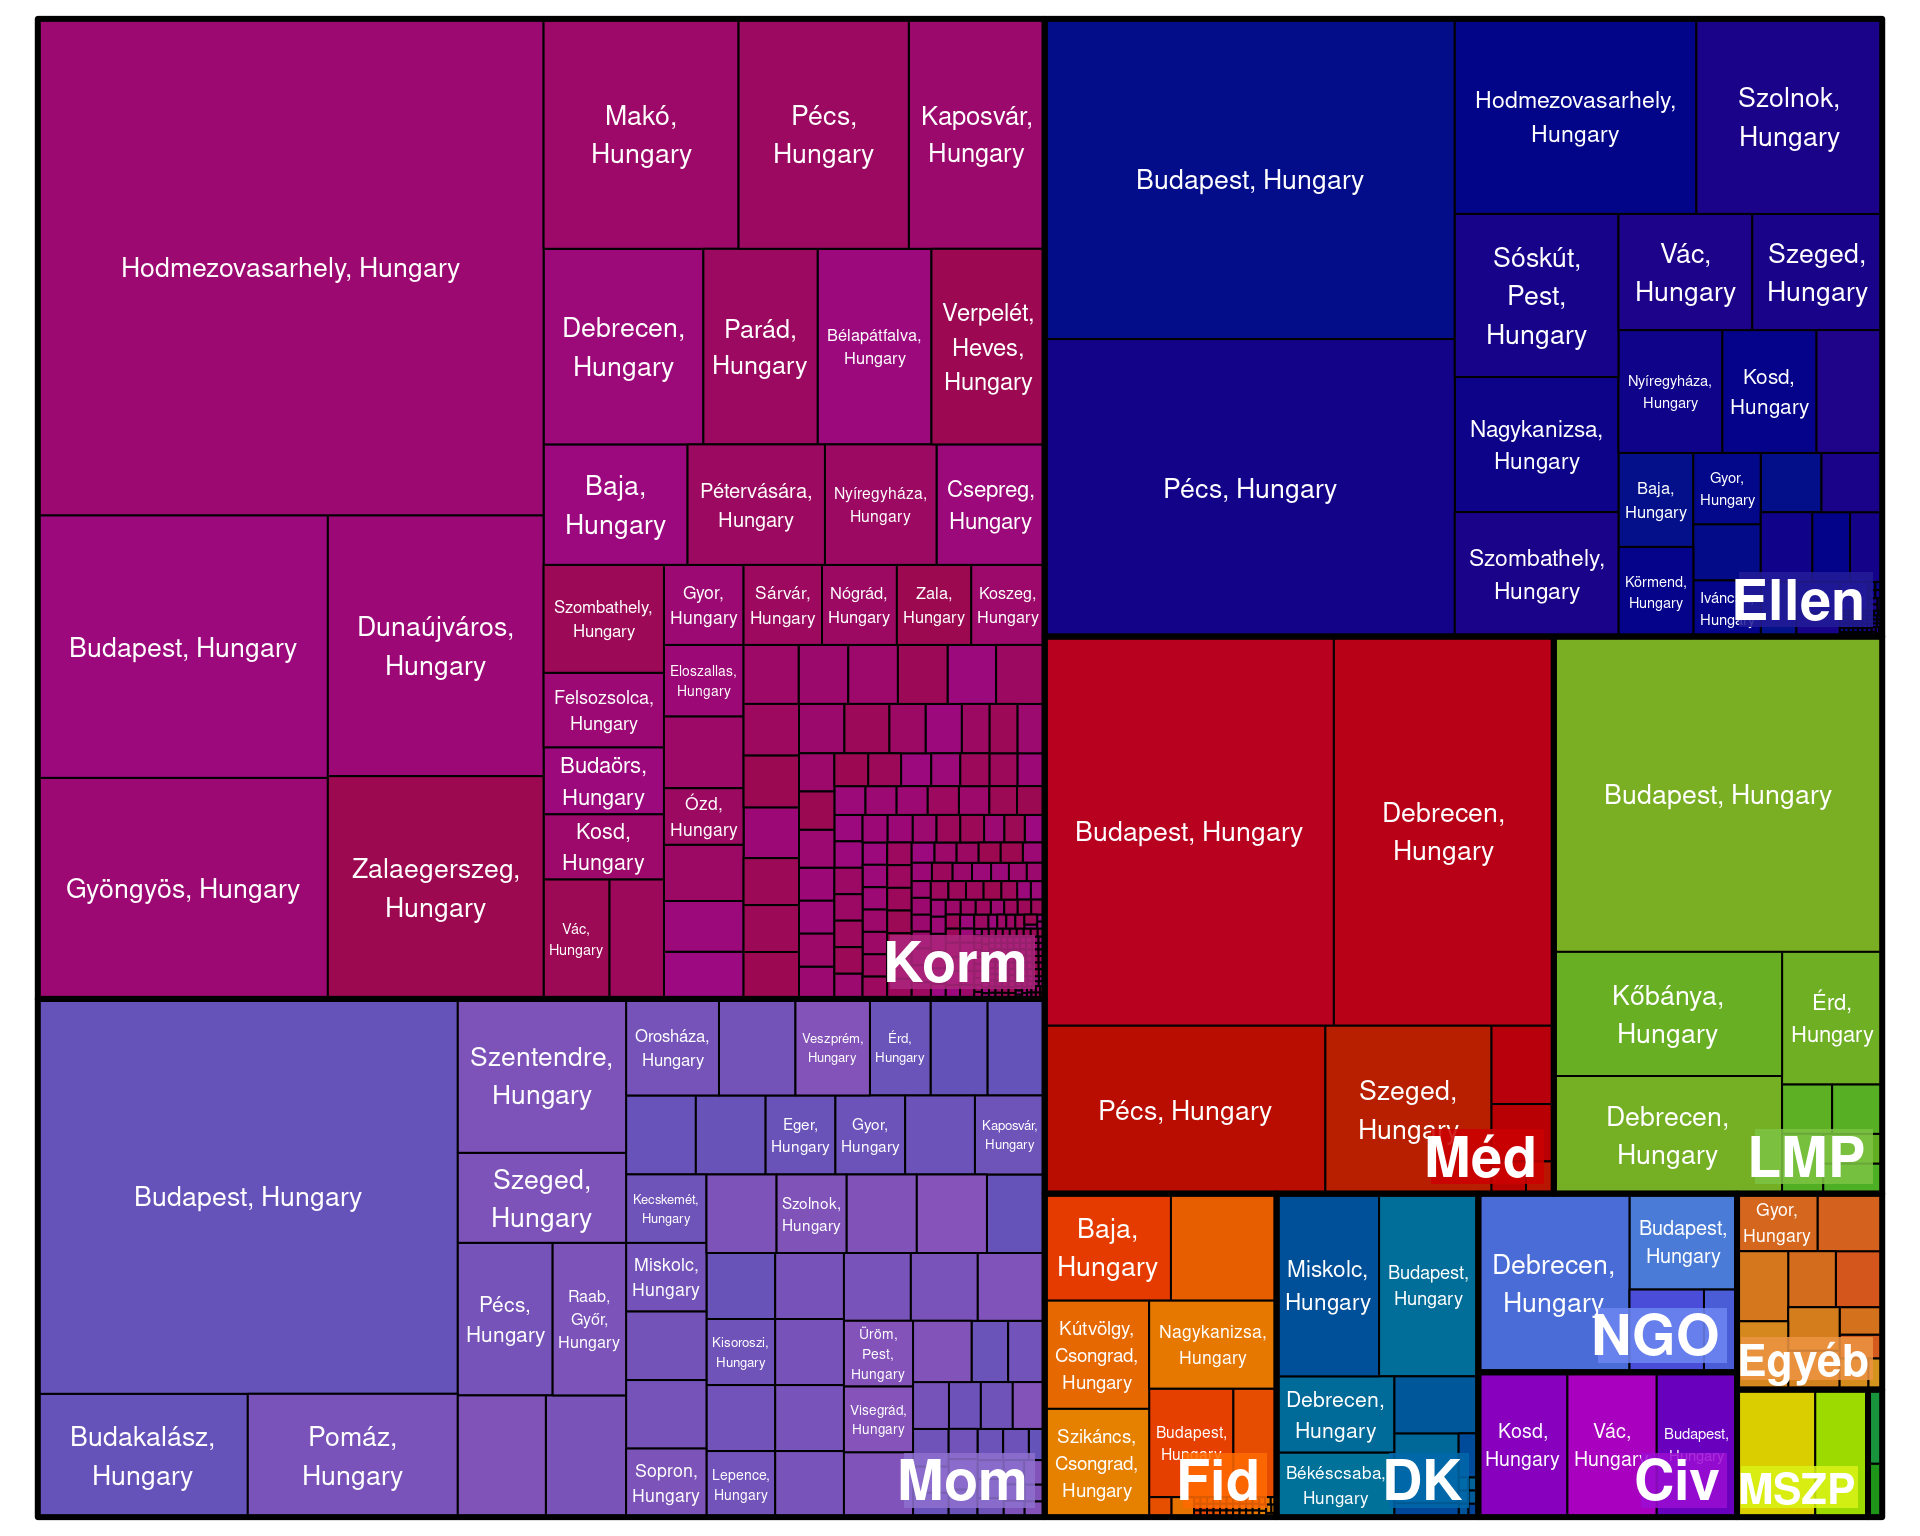 Hodmezovasarhely, Hungary
Makó,
Hungary
Pécs,
Hungary
Kaposvár,
Hungary
Debrecen,
Hungary
Parád,
Hungary
Bélapátfalva,
Hungary
Verpelét,
Heves,
Hungary
Baja,
Hungary
Pétervására,
Hungary
Nyíregyháza,
Hungary
Csepreg,
Hungary
Budapest, Hungary
Dunaújváros,
Hungary
Gyöngyös, Hungary
Zalaegerszeg,
Hungary
Szombathely,
Hungary
Gyor,
Hungary
Sárvár,
Hungary
Nógrád,
Hungary
Zala,
Hungary
Koszeg,
Hungary
Felsozsolca,
Hungary
Eloszallas,
Hungary
Budaörs,
Hungary
Kosd,
Hungary
Ózd,
Hungary
Vác,
Hungary
Korm
Budapest, Hungary
Pécs, Hungary
Hodmezovasarhely,
Hungary
Szolnok,
Hungary
Sóskút,
Pest,
Hungary
Vác,
Hungary
Szeged,
Hungary
Nyíregyháza,
Hungary
Kosd,
Hungary
Nagykanizsa,
Hungary
Szombathely,
Hungary
Baja,
Hungary
Gyor,
Hungary
Körmend,
Hungary
Ivánc
Hungary
Ellen
Budapest, Hungary
Debrecen,
Hungary
Pécs, Hungary
Szeged,
Hungary
Méd
Budapest, Hungary
Kőbánya,
Hungary
Érd,
Hungary
Debrecen,
Hungary
LMP
Budapest, Hungary
Szentendre,
Hungary
Szeged,
Hungary
Pécs,
Hungary
Raab,
Győr,
Hungary
Budakalász,
Hungary
Pomáz,
Hungary
Orosháza,
Hungary
Veszprém,
Hungary
Érd,
Hungary
Eger,
Hungary
Gyor,
Hungary
Kaposvár,
Hungary
Kecskemét,
Hungary
Szolnok,
Hungary
Miskolc,
Hungary
Kisoroszi,
Hungary
Üröm,
Pest,
Hungary
Visegrád,
Hungary
Sopron,
Hungary
Lepence,
Hungary
Mom
Baja,
Hungary
Kútvölgy,
Csongrad,
Hungary
Nagykanizsa,
Hungary
Szikáncs,
Csongrad,
Hungary
Budapest,
Hungary
Fid
Miskolc,
Hungary
Budapest,
Hungary
Debrecen,
Hungary
Békéscsaba,
Hungary
DK
Debrecen,
Hungary
Budapest,
Hungary
NGO
Gyor,
Hungary
Egyéb
Kosd,
Hungary
Vác,
Hungary
Budapest,
Hungary
Civ
MSZP